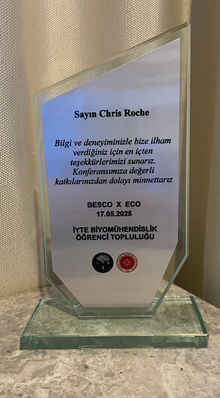 Sayın Chris Roche
Bilgi ve deneyiminizle bize ilham
verdiğiniz için en içten
teşekkürlerimizi sunarız.
Konferansımıza değerli
katkılarınızdan dolayı minnettarız
BESCO X ECO
17.05.2025
İYTE BİYOMÜHENDİSLİK
ÖĞRENCİ TOPLULUĞU